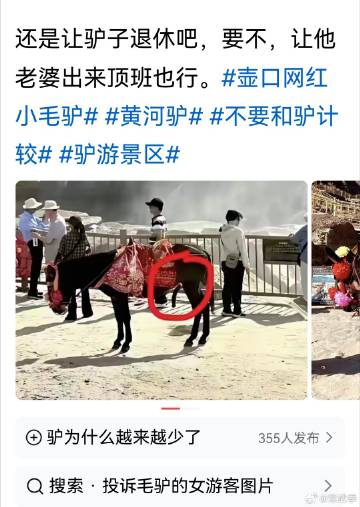 还是让驴子退休吧，要不，让他
老婆出来顶班也行。#壶口网红
小毛驴# #黄河驴# #不要和驴计
较# #驴游景区#
驴为什么越来越少了 355人发布
搜索·投诉毛驴的女游客图片